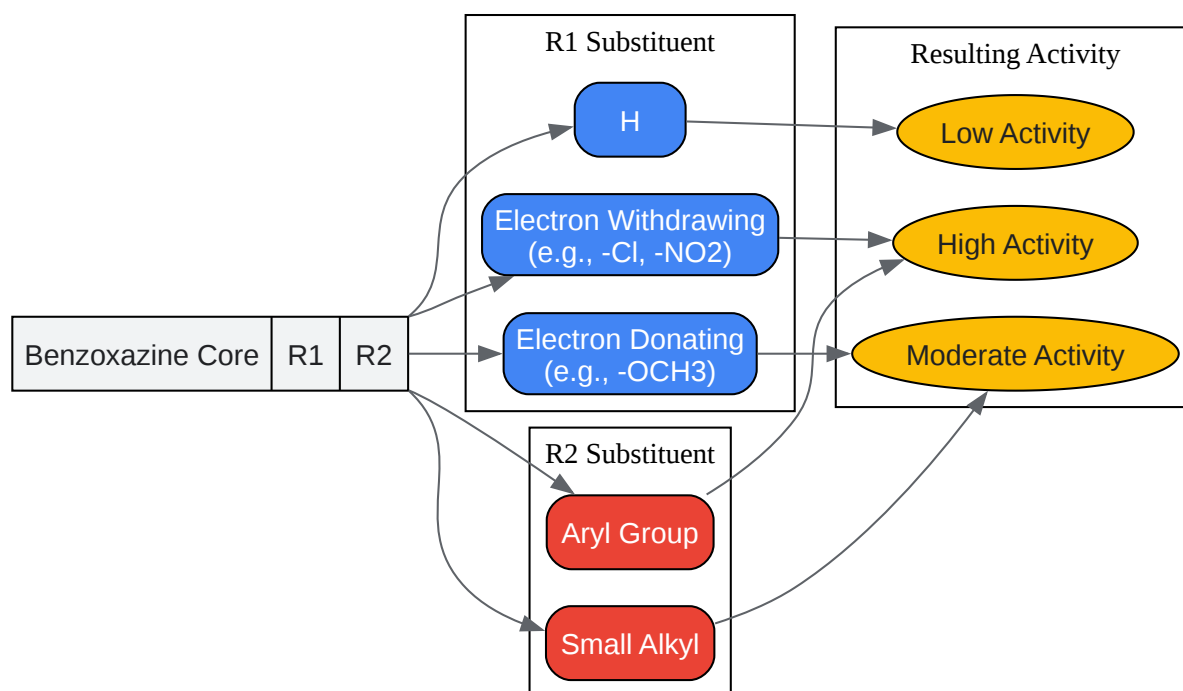 R1 Substituent
H
Electron Withdrawing
(e.g., -Cl, -NO2)
Electron Donating
(e.g., -OCH3)
Resulting Activity
Low Activity
High Activity
Moderate Activity
Benzoxazine Core
R1
R2
R2 Substituent
Aryl Group
Small Alkyl